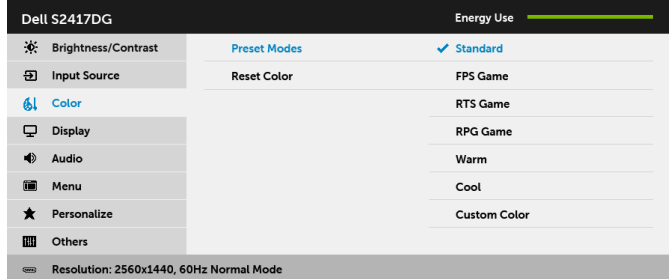 Dell S2417DG Energy Use
Brightness/Contrast Preset Modes Standard
Input Source Reset Color FPS Game
Color RTS Game
Display RPG Game
Audio Warm
Menu Cool
Personalize Custom Color
Others
Resolution: 2560x1440, 60Hz Normal Mode